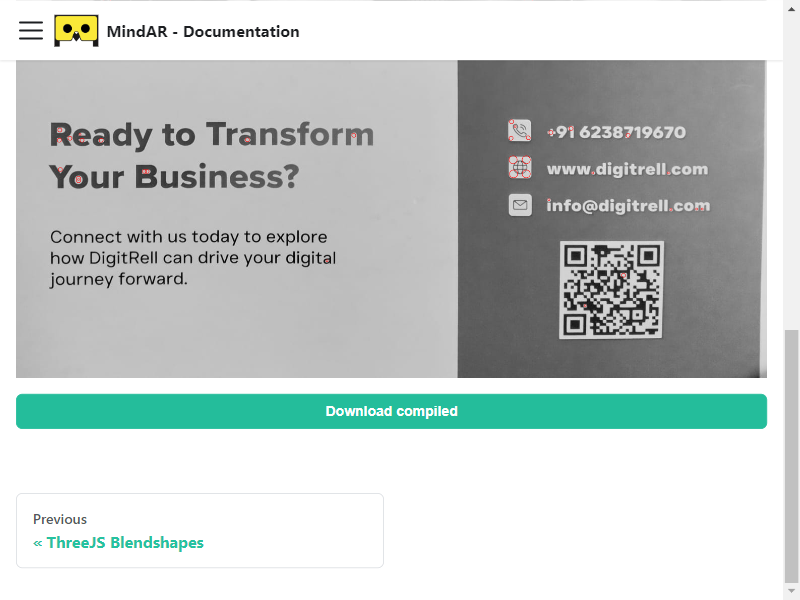 MindAR - Documentation
Ready to Transform
Your Business?
Connect with us today to explore
how DigitRell can drive your digital
journey forward.
+91 6238719670
www.digitrell.com
info@digitrell.com
Download compiled
Previous
« ThreeJS Blendshapes